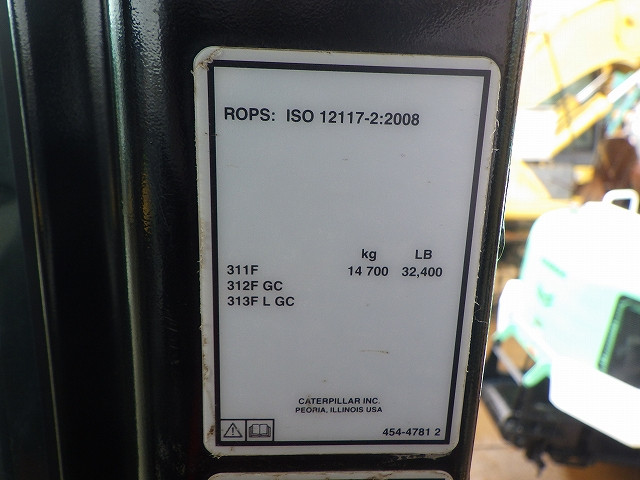 ROPS: ISO 12117-2:2008
kg LB
311F 14 700 32,400
312F GC
313F L GC
CATERPILLAR INC.
PEORIA, ILLINOIS USA
454-4781 2